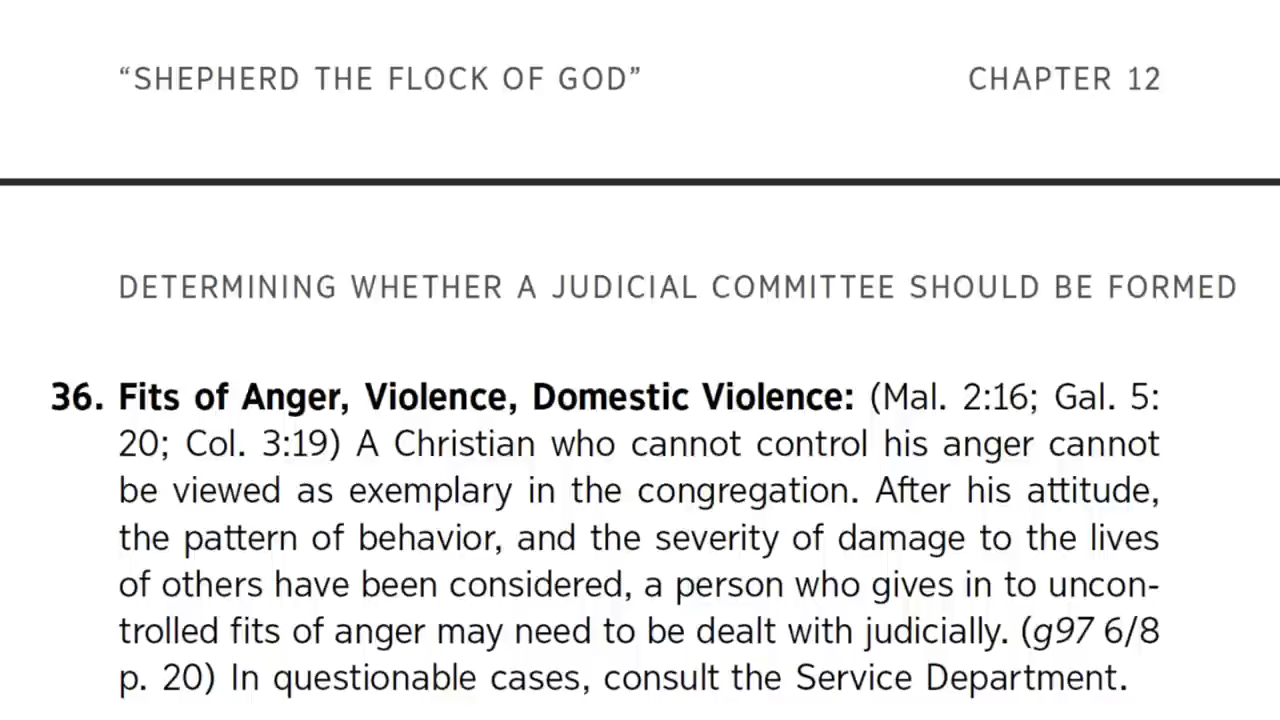 “SHEPHERD THE FLOCK OF GOD” CHAPTER 12
DETERMINING WHETHER A JUDICIAL COMMITTEE SHOULD BE FORMED
36. Fits of Anger, Violence, Domestic Violence: (Mal. 2:16; Gal. 5:
20; Col. 3:19) A Christian who cannot control his anger cannot
be viewed as exemplary in the congregation. After his attitude,
the pattern of behavior, and the severity of damage to the lives
of others have been considered, a person who gives in to uncon-
trolled fits of anger may need to be dealt with judicially. (g97 6/8
p. 20) In questionable cases, consult the Service Department.